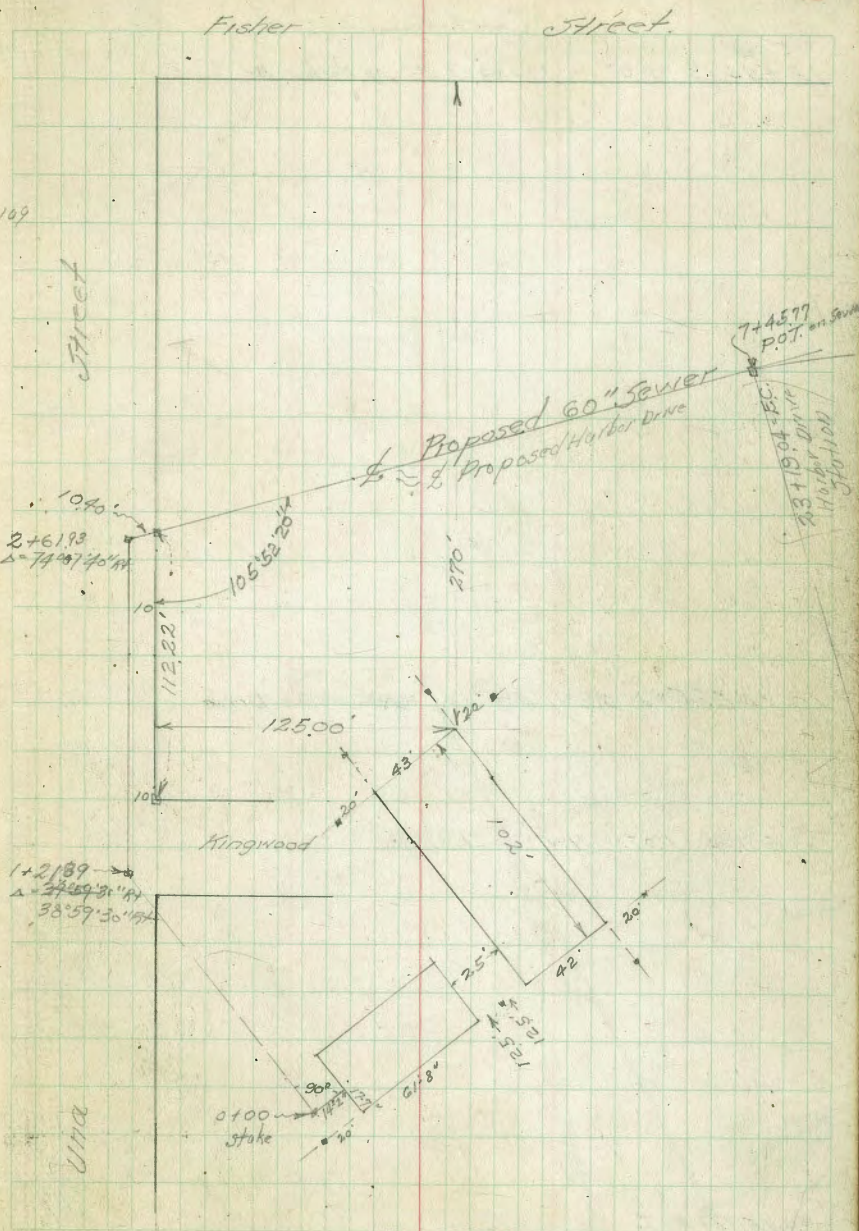 Fisher Street.
109
Street
7+45.77
P.O.T. on
℄ Proposed 60" Sewer
≈ ℄ Proposed Harbor Drive
23+19.04 = E.C.
Harbor Drive
Station
10.40'
2+61.93
Δ = 74°07'40" Rt
105°52'20"
270'
10
112.22'
125.00'
20'
43'
10
20'
Kingwood
102'
1+21.89
38°59'30" Rt
20'
42'
25'
12.5'
12.5'
61'-8"
90°
0+00
Stake
20'
Una